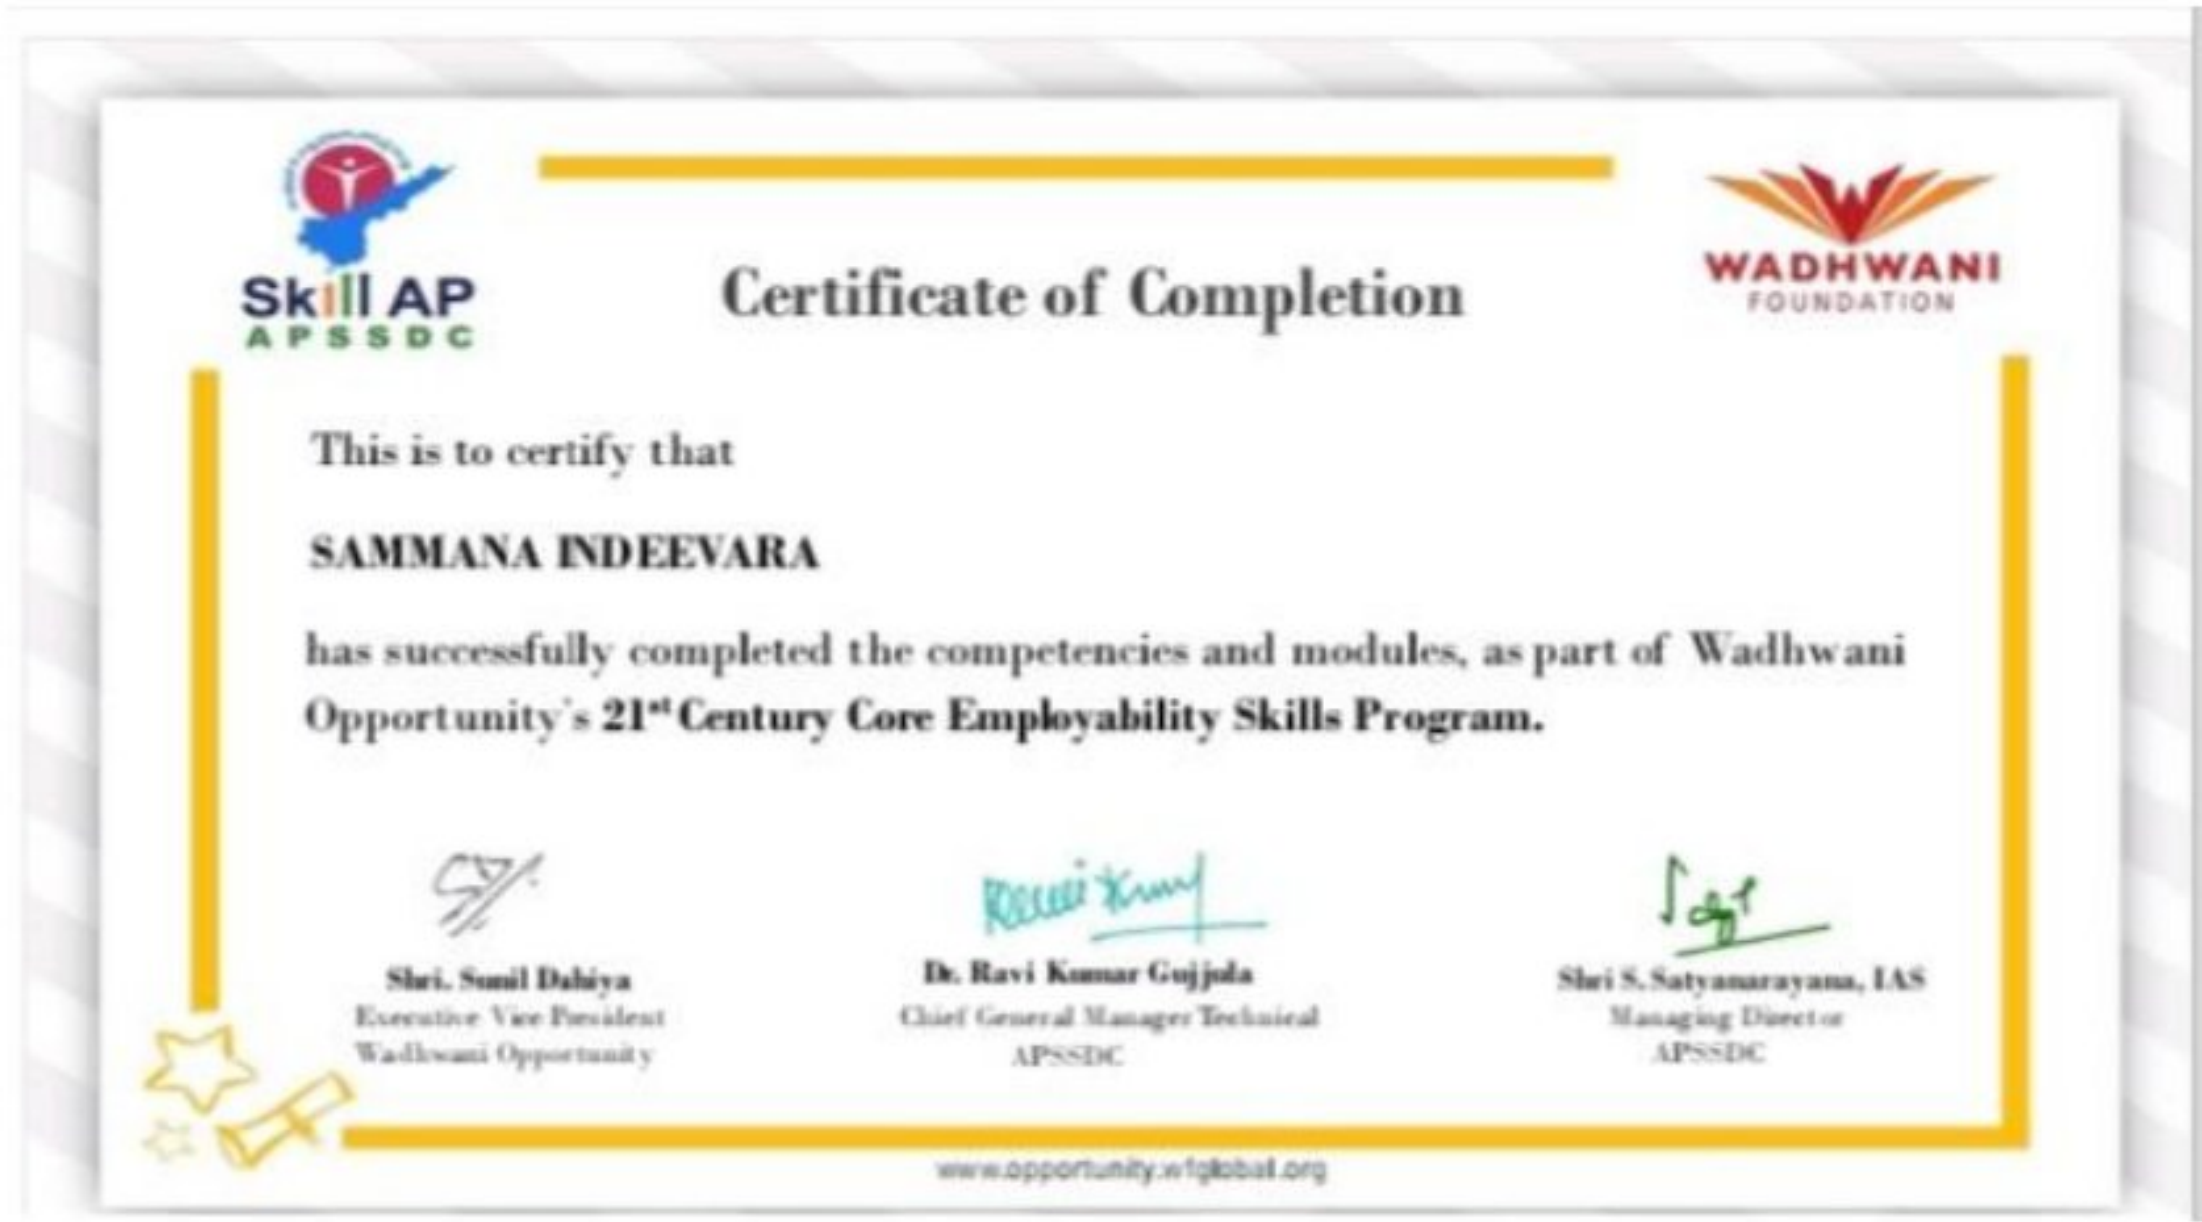 Skill AP
APSSDC
WADHWANI
FOUNDATION
Certificate of Completion
This is to certify that
SAMMANA INDEEVARA
has successfully completed the competencies and modules, as part of Wadhwani
Opportunity's 21st Century Core Employability Skills Program.
Shri. Sunil Dahiya
Executive Vice President
Wadhwani Opportunity
Dr. Ravi Kumar Gujjula
Chief General Manager Technical
APSSDC
Shri S. Satyanarayana, IAS
Managing Director
APSSDC
www.opportunity.wfglobal.org